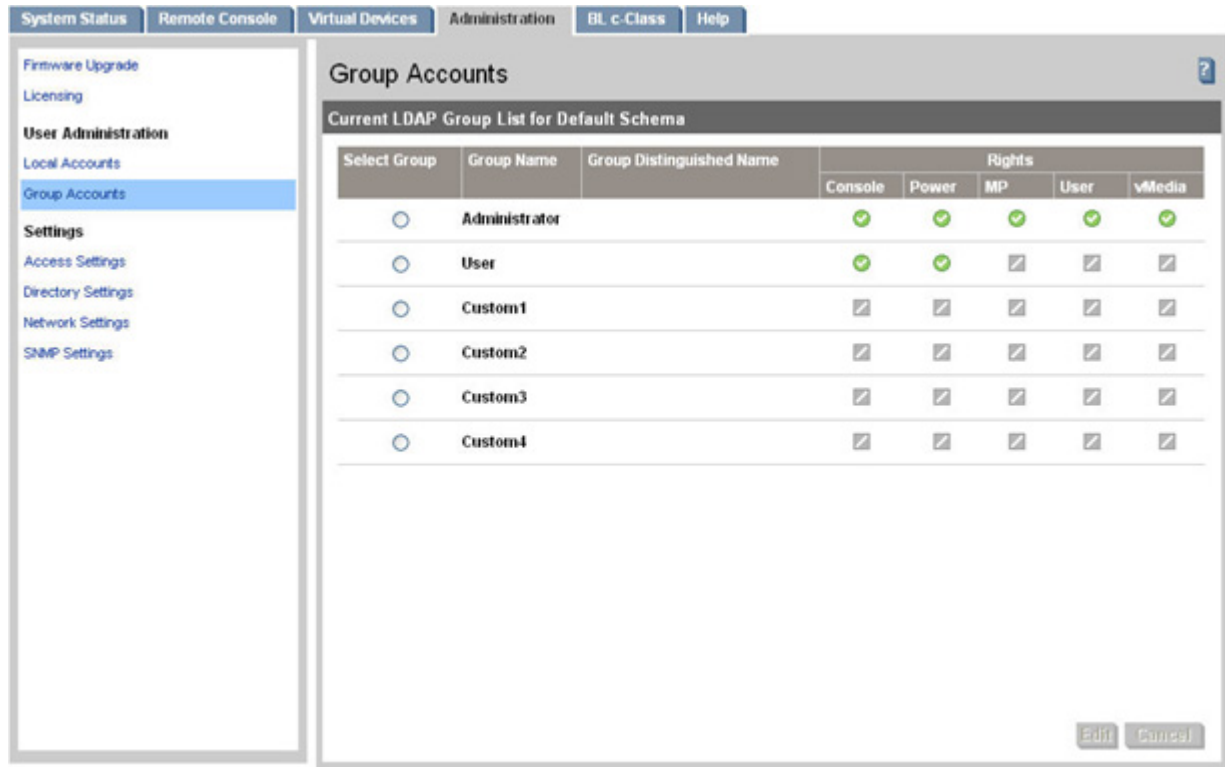 System Status Remote Console Virtual Devices Administration BL c-Class Help
Firmware Upgrade
Licensing
User Administration
Local Accounts
Group Accounts
Settings
Access Settings
Directory Settings
Network Settings
SNMP Settings
Group Accounts ?
Current LDAP Group List for Default Schema
Select Group Group Name Group Distinguished Name Rights
Console Power MP User vMedia
Administrator
User
Custom1
Custom2
Custom3
Custom4
Edit Cancel